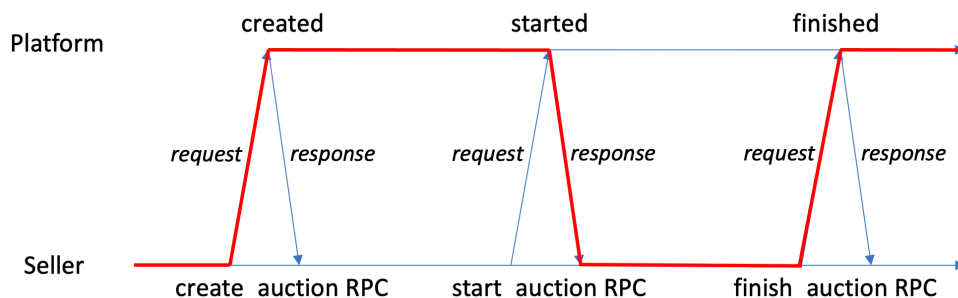 created started finished
Platform
request response request response request response
Seller
create auction RPC start auction RPC finish auction RPC